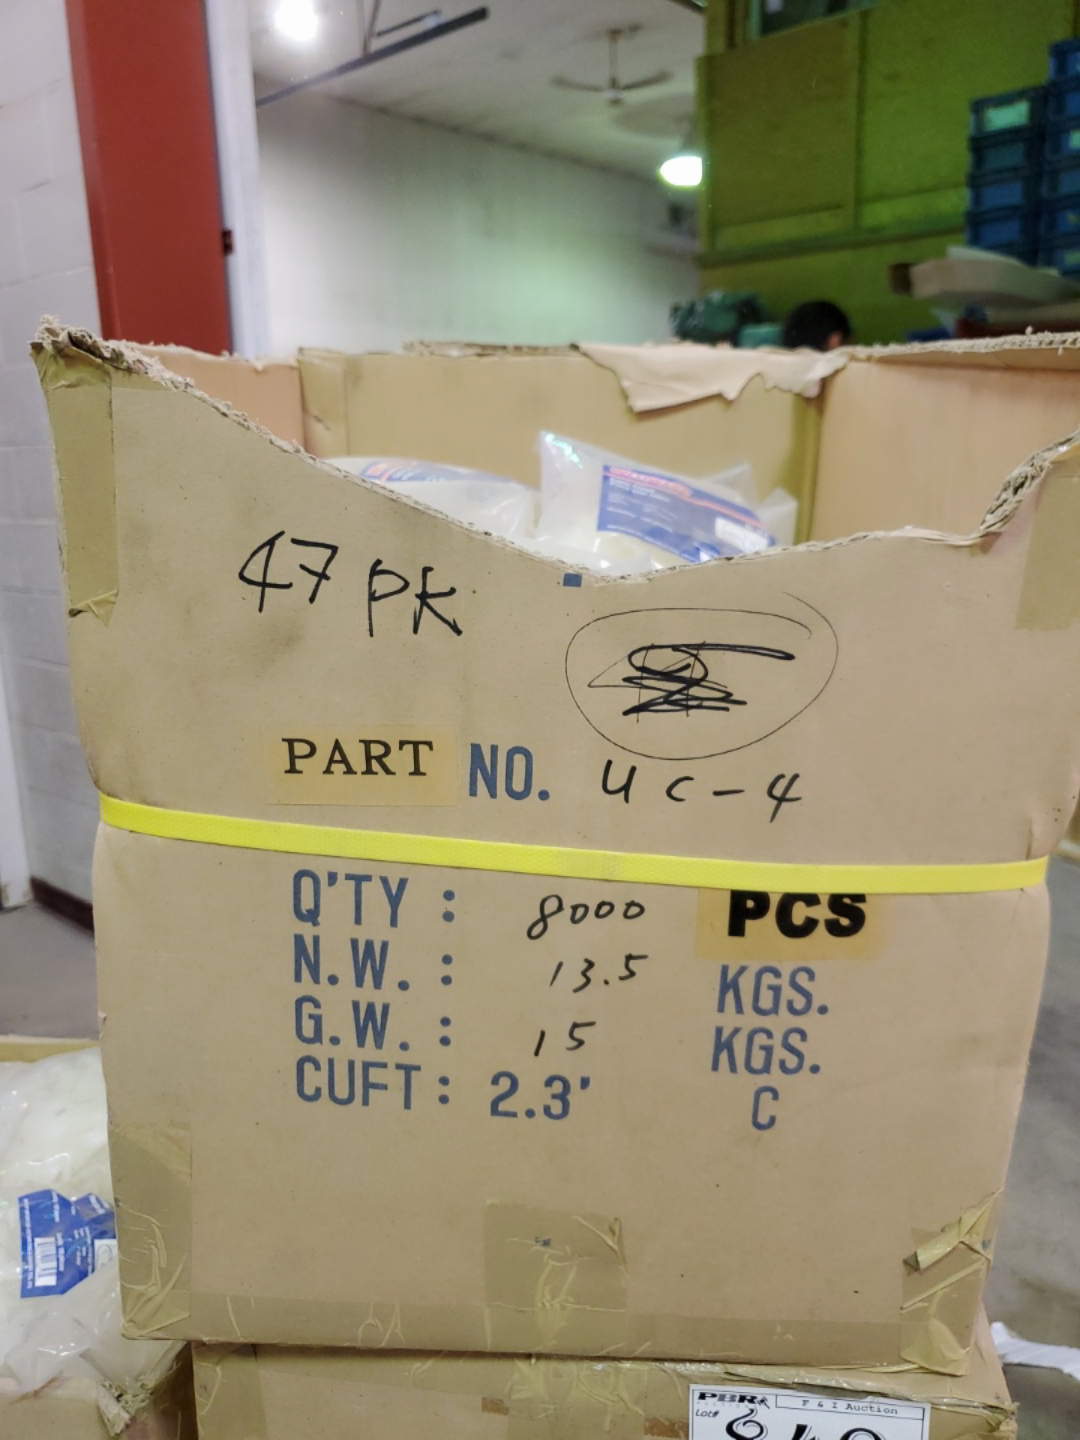 47 PK
PART NO. UC-4
Q'TY : 8000 PCS
N.W. : 13.5 KGS.
G.W. : 15 KGS.
CUFT : 2.3' C
PBR F & I Auction
Lot#